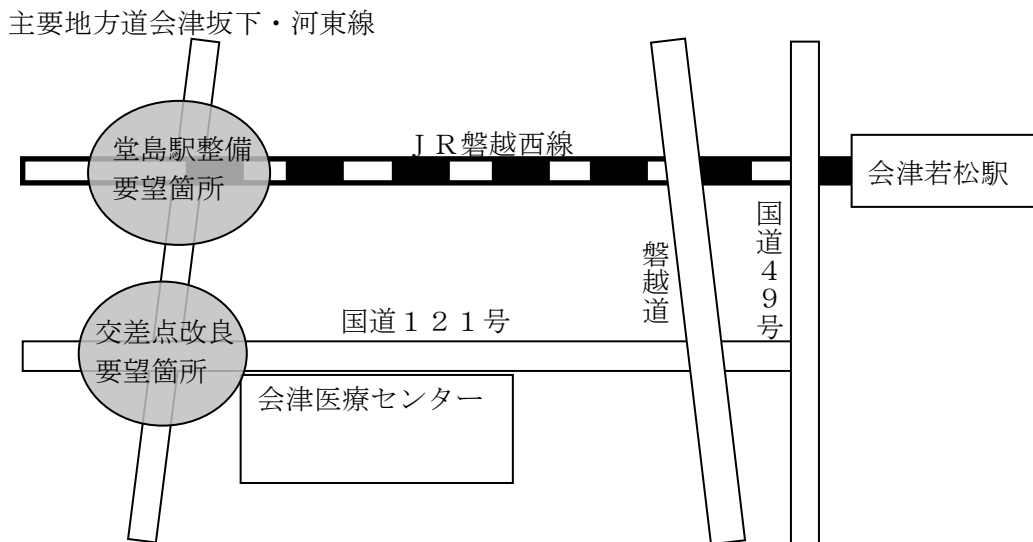 主要地方道会津坂下・河東線
堂島駅整備
要望箇所
ＪＲ磐越西線
会津若松駅
国道４９号
磐越道
国道１２１号
交差点改良
要望箇所
会津医療センター